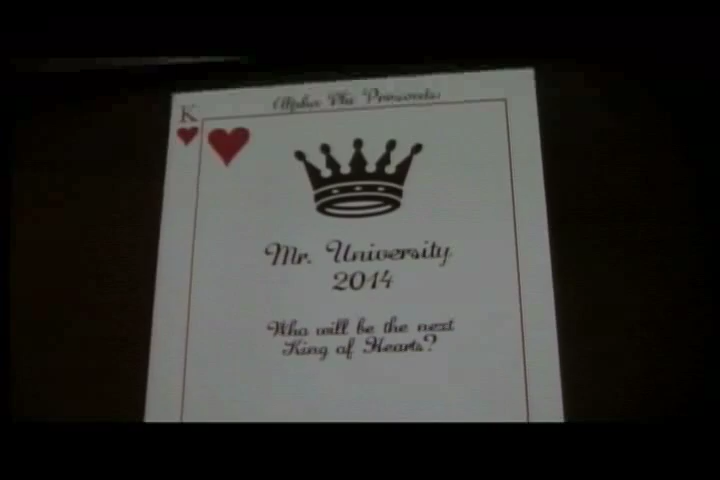 Alpha Phi Presents:
K
Mr. University
2014
Who will be the next
King of Hearts?